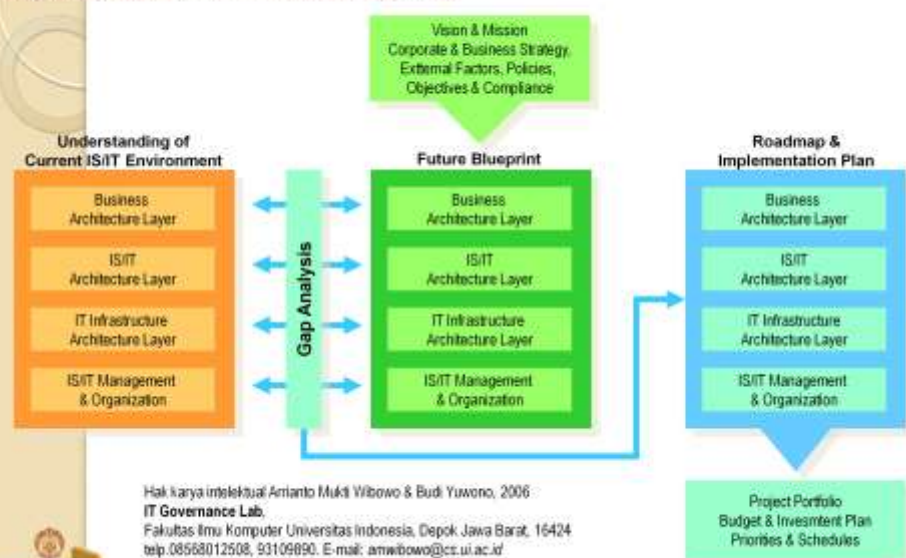 Vision & Mission
Corporate & Business Strategy,
Extternal Factors, Policies,
Objectives & Compliance
Understanding of
Current IS/IT Environment
Business
Architecture Layer
IS/IT
Architecture Layer
IT Infrastructure
Architecture Layer
IS/IT Management
& Organization
Gap Analysis
Future Blueprint
Business
Architecture Layer
IS/IT
Architecture Layer
IT Infrastructure
Architecture Layer
IS/IT Management
& Organization
Roadmap &
Implementation Plan
Business
Architecture Layer
IS/IT
Architecture Layer
IT Infrastructure
Architecture Layer
IS/IT Management
& Organization
Project Portfolio
Budget & Invesment Plan
Priorities & Schedules
Hak karya intelektual Arrianto Mukti Wibowo & Budi Yuwono, 2006
IT Governance Lab,
Fakultas Ilmu Komputer Universitas Indonesia, Depok Jawa Barat, 16424
telp.08568012508, 93109890. E-mail: amwibowo@cs.ui.ac.id